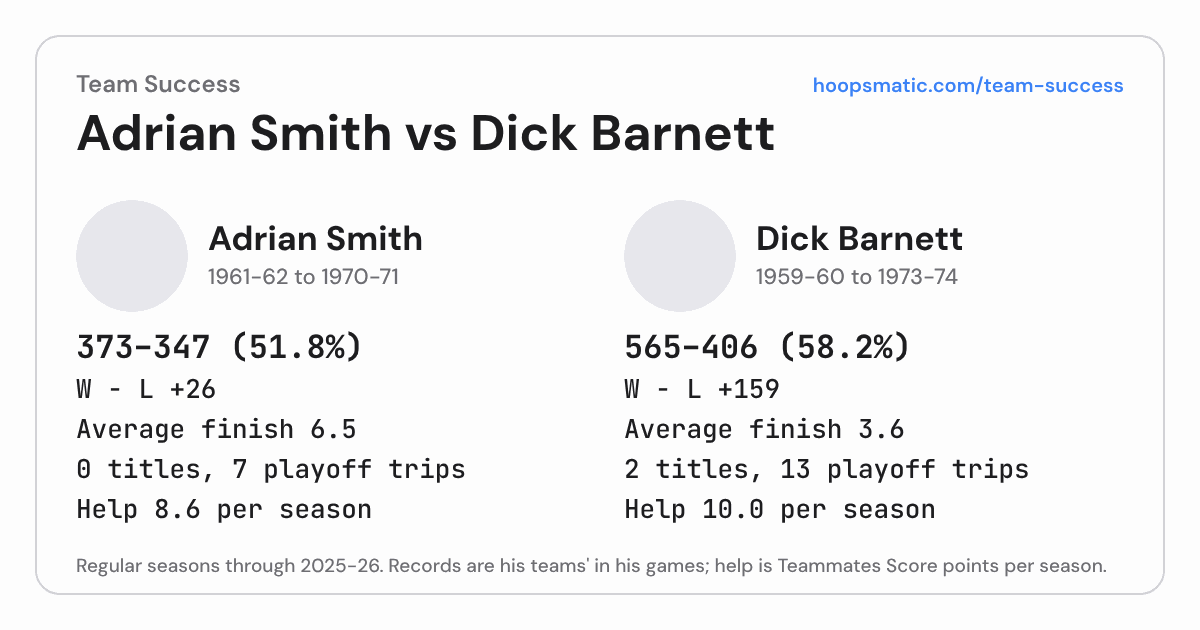 Team Success
hoopsmatic.com/team-success
Adrian Smith vs Dick Barnett
Adrian Smith
1961-62 to 1970-71
373-347 (51.8%)
W - L +26
Average finish 6.5
0 titles, 7 playoff trips
Help 8.6 per season
Dick Barnett
1959-60 to 1973-74
565-406 (58.2%)
W - L +159
Average finish 3.6
2 titles, 13 playoff trips
Help 10.0 per season
Regular seasons through 2025-26. Records are his teams' in his games; help is Teammates Score points per season.